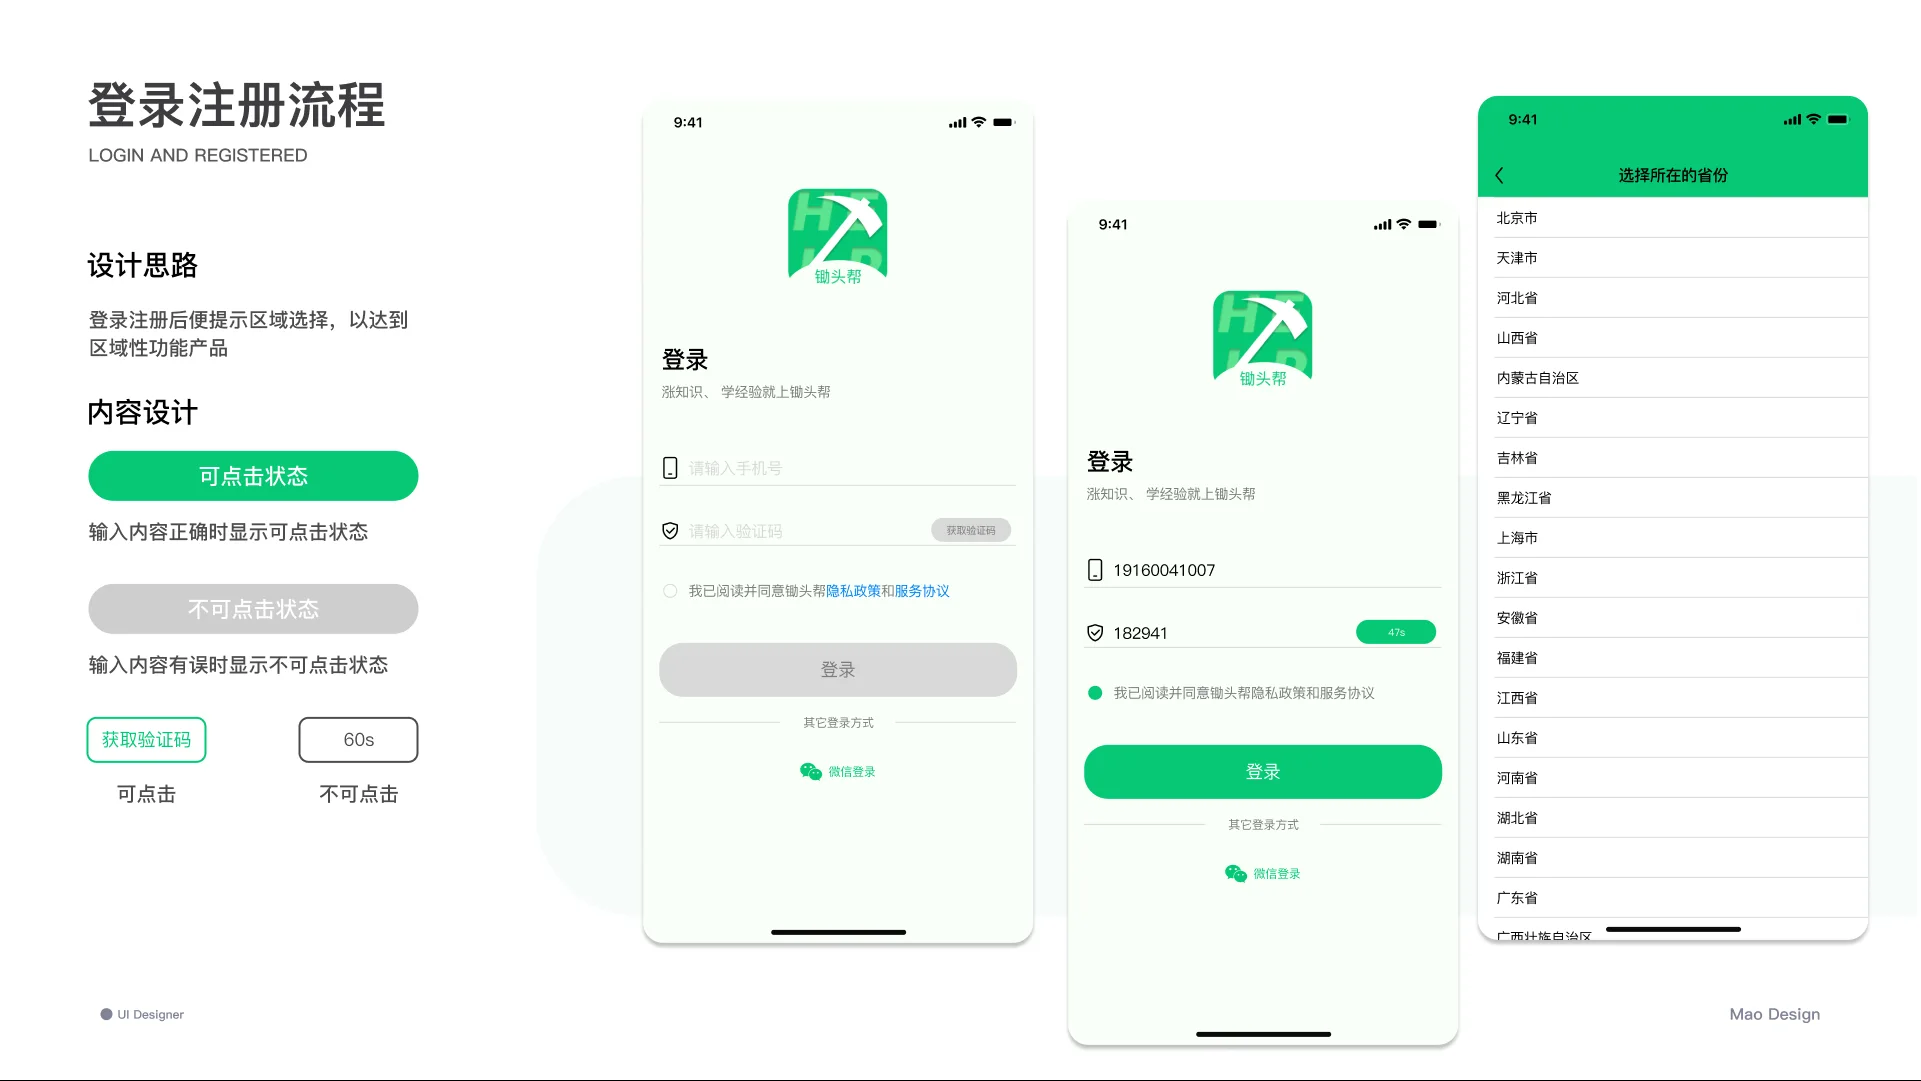 登录注册流程
LOGIN AND REGISTERED
设计思路
登录注册后便提示区域选择，以达到
区域性功能产品
内容设计
可点击状态
输入内容正确时显示可点击状态
不可点击状态
输入内容有误时显示不可点击状态
获取验证码
60s
可点击
不可点击
UI Designer
9:41
HE
锄头帮
登录
涨知识、 学经验就上锄头帮
请输入手机号
请输入验证码
获取验证码
我已阅读并同意锄头帮隐私政策和服务协议
登录
其它登录方式
微信登录
9:41
HE
锄头帮
登录
涨知识、 学经验就上锄头帮
19160041007
182941
47s
我已阅读并同意锄头帮隐私政策和服务协议
登录
其它登录方式
微信登录
9:41
选择所在的省份
北京市
天津市
河北省
山西省
内蒙古自治区
辽宁省
吉林省
黑龙江省
上海市
浙江省
安徽省
福建省
江西省
山东省
河南省
湖北省
湖南省
广东省
广西壮族自治区
Mao Design